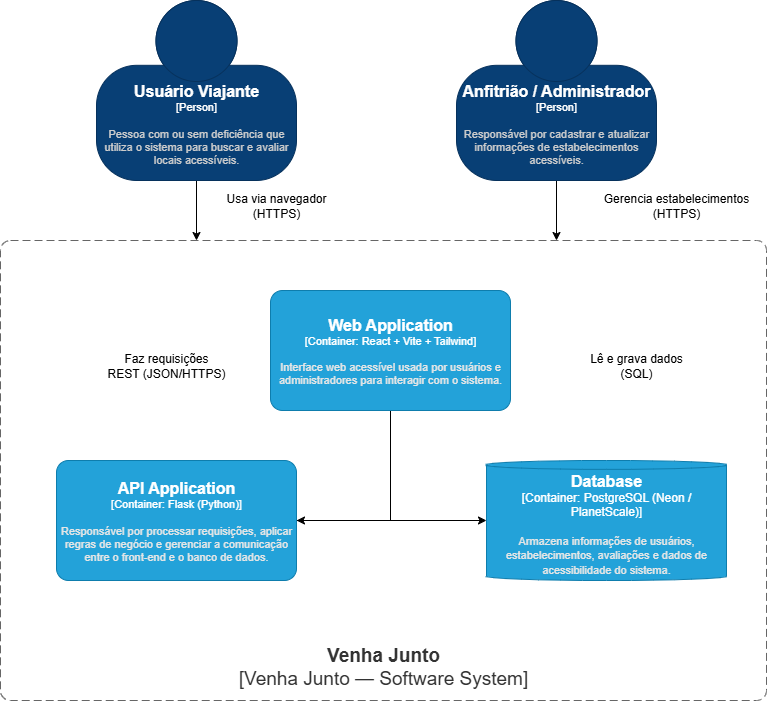 Usuário Viajante
[Person]
Pessoa com ou sem deficiência que
utiliza o sistema para buscar e avaliar
locais acessíveis.
Anfitrião / Administrador
[Person]
Responsável por cadastrar e atualizar
informações de estabelecimentos
acessíveis.
Usa via navegador
(HTTPS)
Gerencia estabelecimentos
(HTTPS)
Web Application
[Container: React + Vite + Tailwind]
Interface web acessível usada por usuários e
administradores para interagir com o sistema.
Faz requisições
REST (JSON/HTTPS)
Lê e grava dados
(SQL)
API Application
[Container: Flask (Python)]
Responsável por processar requisições, aplicar
regras de negócio e gerenciar a comunicação
entre o front-end e o banco de dados.
Database
[Container: PostgreSQL (Neon /
PlanetScale)]
Armazena informações de usuários,
estabelecimentos, avaliações e dados de
acessibilidade do sistema.
Venha Junto
[Venha Junto — Software System]